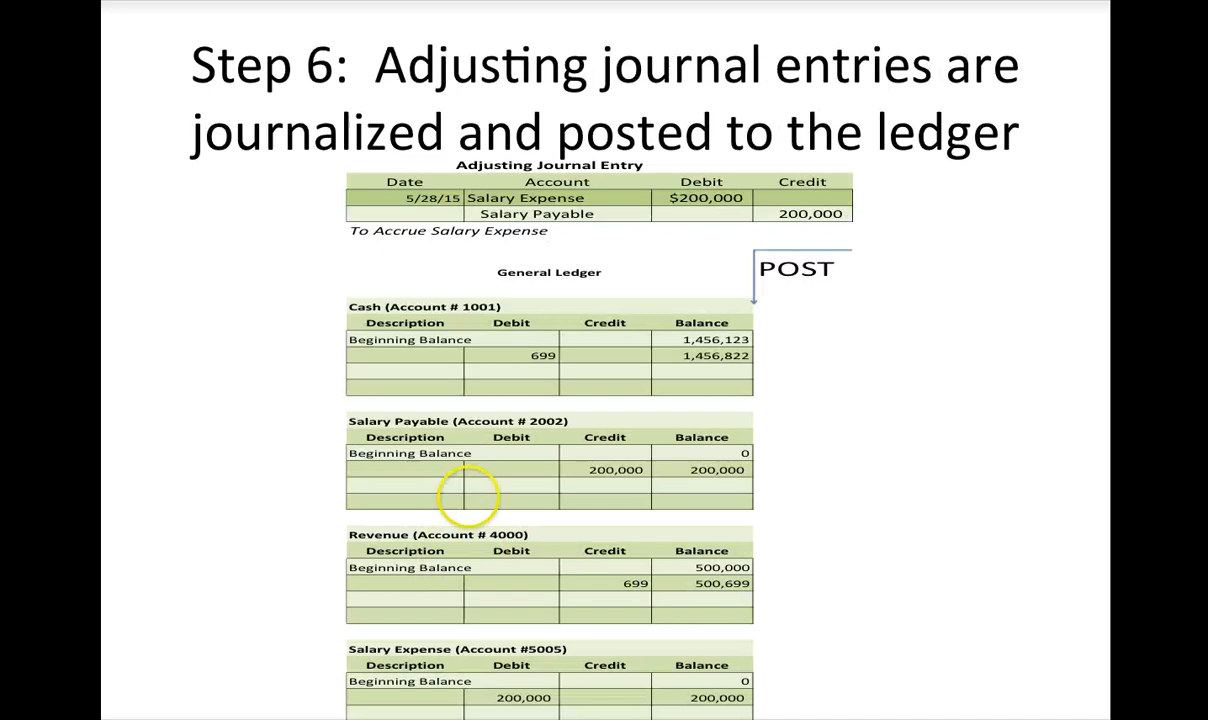 Step 6: Adjusting journal entries are
journalized and posted to the ledger
Adjusting Journal Entry
Date Account Debit Credit
5/28/15 Salary Expense $200,000
Salary Payable 200,000
To Accrue Salary Expense
General Ledger
POST
Cash (Account # 1001)
Description Debit Credit Balance
Beginning Balance 1,456,123
699 1,456,822
Salary Payable (Account # 2002)
Description Debit Credit Balance
Beginning Balance 0
200,000 200,000
Revenue (Account # 4000)
Description Debit Credit Balance
Beginning Balance 500,000
699 500,699
Salary Expense (Account #5005)
Description Debit Credit Balance
Beginning Balance 0
200,000 200,000